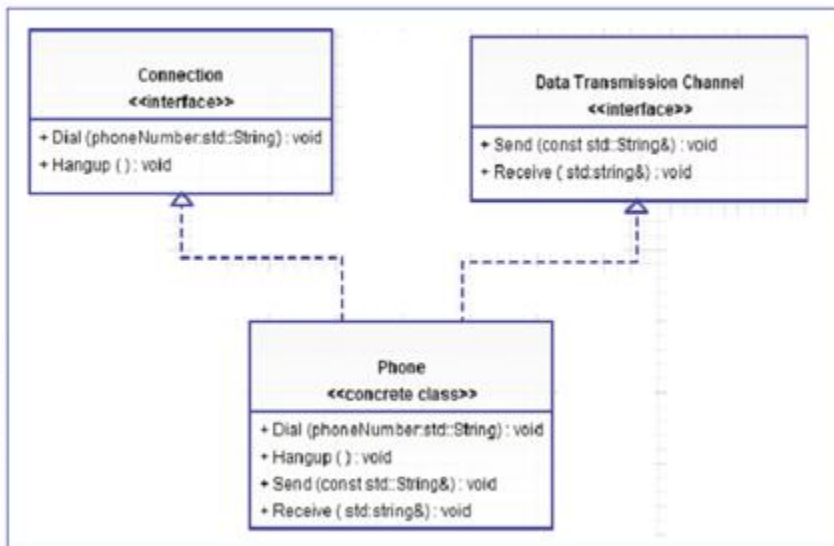 Connection
<<interface>>
+ Dial (phoneNumber:std::String) : void
+ Hangup ( ) : void
Data Transmission Channel
<<interface>>
+ Send (const std::String&) : void
+ Receive ( std:string&) : void
Phone
<<concrete class>>
+ Dial (phoneNumber:std::String) : void
+ Hangup ( ) : void
+ Send (const std::String&) : void
+ Receive ( std:string&) : void